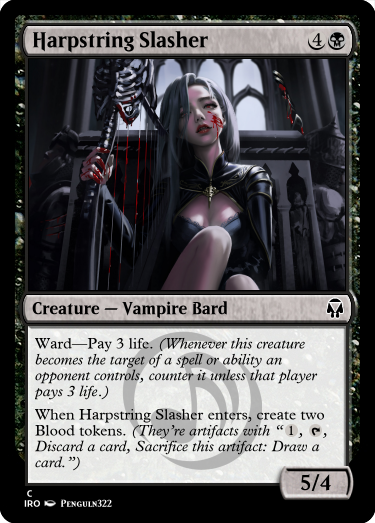 Harpstring Slasher 4
Creature — Vampire Bard
Ward—Pay 3 life. (Whenever this creature
becomes the target of a spell or ability an
opponent controls, counter it unless that player
pays 3 life.)
When Harpstring Slasher enters, create two
Blood tokens. (They're artifacts with "1, ,
Discard a card, Sacrifice this artifact: Draw a
card.")
5/4
C
IRO Penguln322